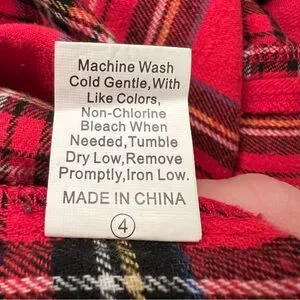 Machine Wash
Cold Gentle,With
Like Colors,
Non-Chlorine
Bleach When
Needed,Tumble
Dry Low,Remove
Promptly,Iron Low.
MADE IN CHINA
4